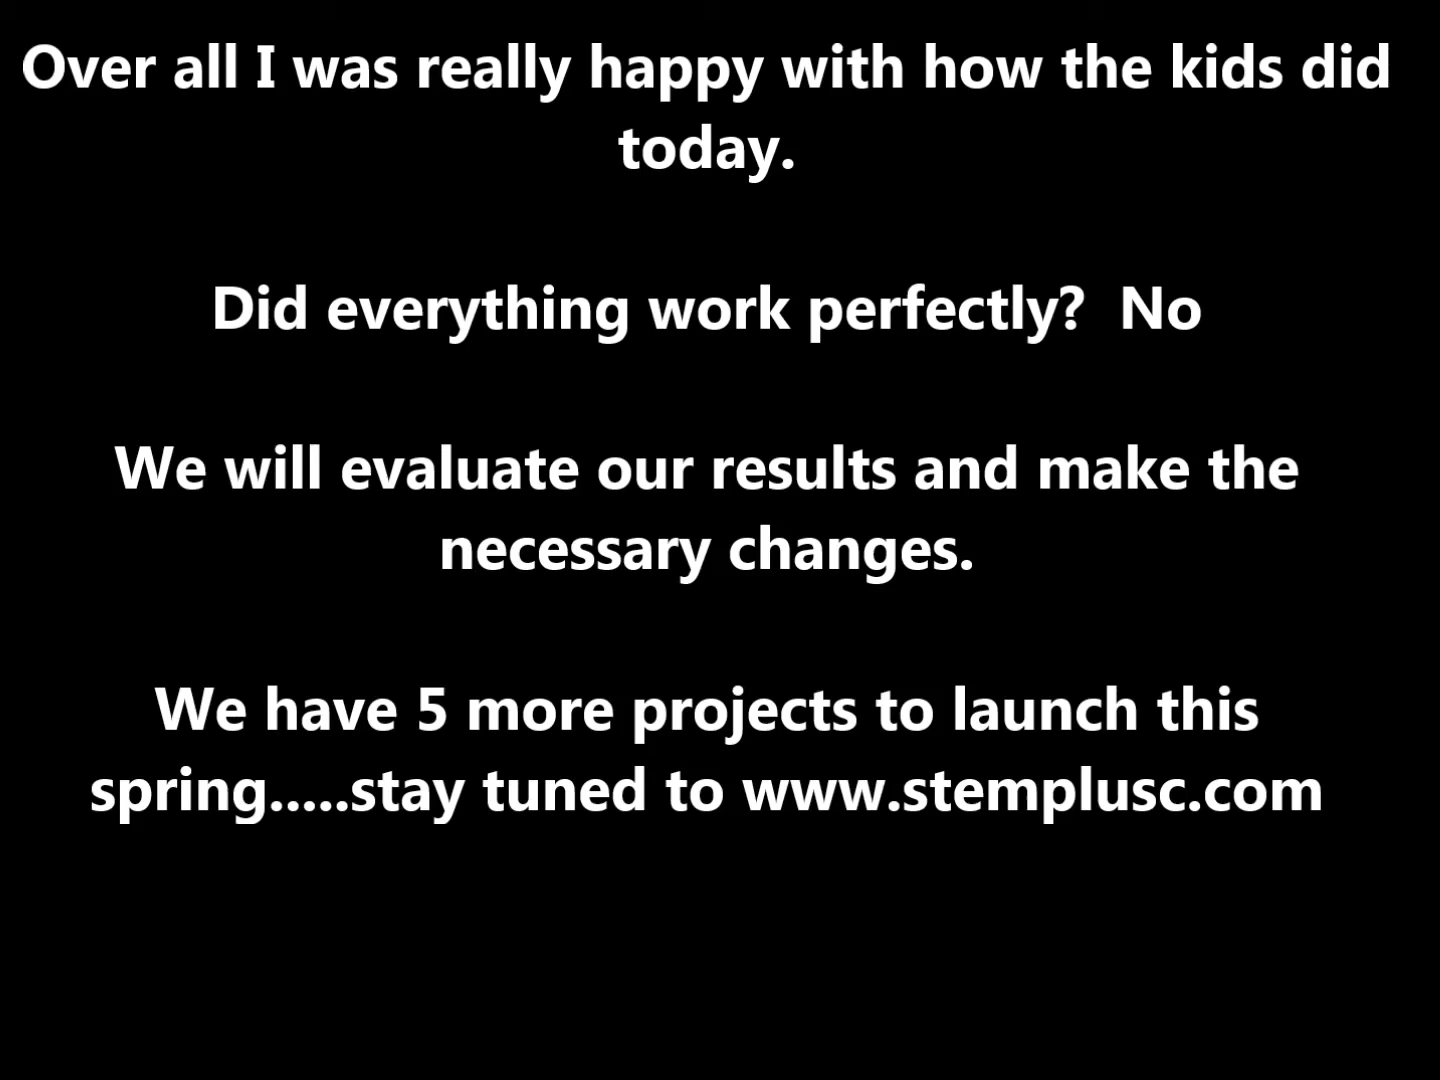 Over all I was really happy with how the kids did
today.
Did everything work perfectly?  No
We will evaluate our results and make the
necessary changes.
We have 5 more projects to launch this
spring.....stay tuned to www.stemplusc.com